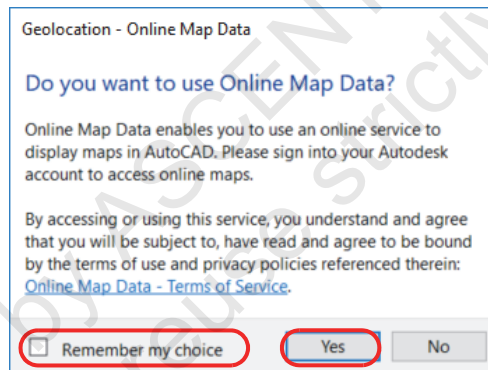 Geolocation - Online Map Data
Do you want to use Online Map Data?
Online Map Data enables you to use an online service to
display maps in AutoCAD. Please sign into your Autodesk
account to access online maps.
By accessing or using this service, you understand and agree
that you will be subject to, have read and agree to be bound
by the terms of use and privacy policies referenced therein:
Online Map Data - Terms of Service.
Remember my choice
Yes
No
by ASCENT
reuse strictly